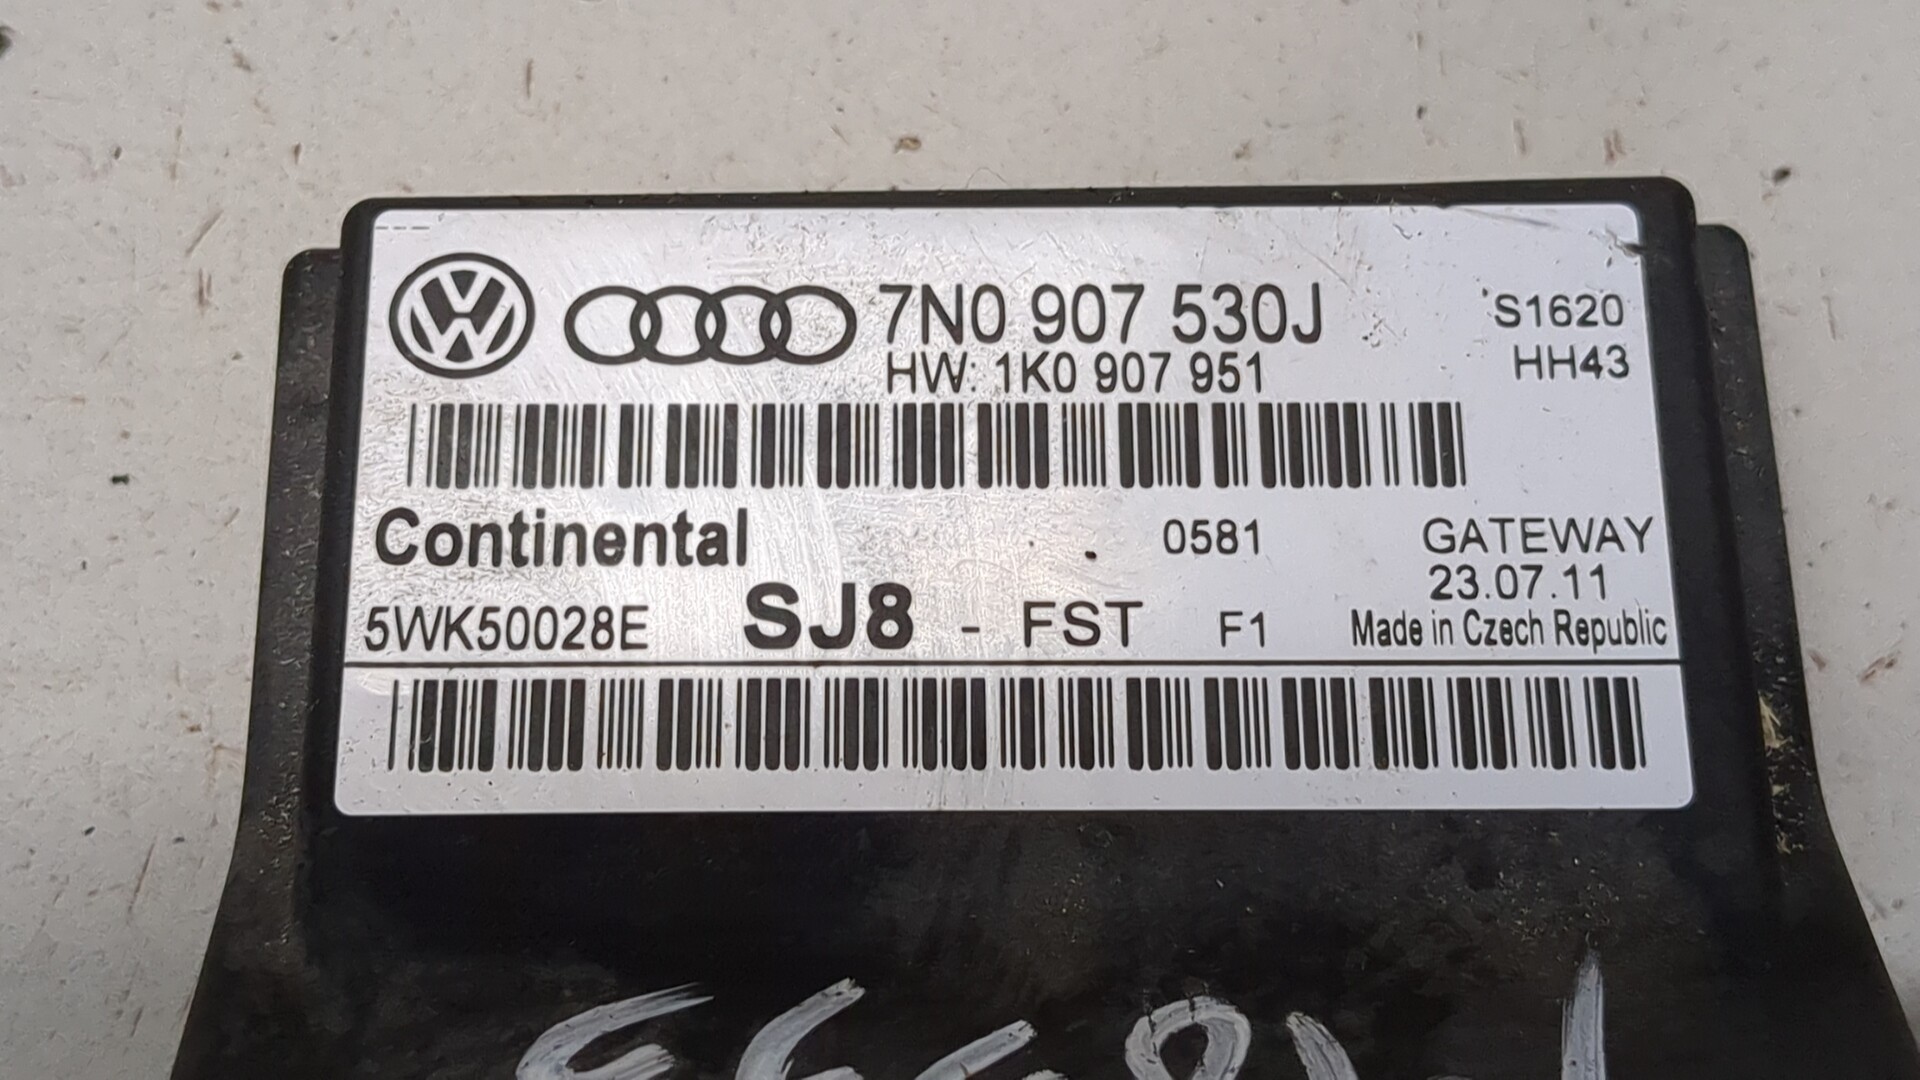 7N0 907 530J S1620
HW: 1K0 907 951 HH43
Continental 0581 GATEWAY
23.07.11
5WK50028E SJ8 - FST F1 Made in Czech Republic